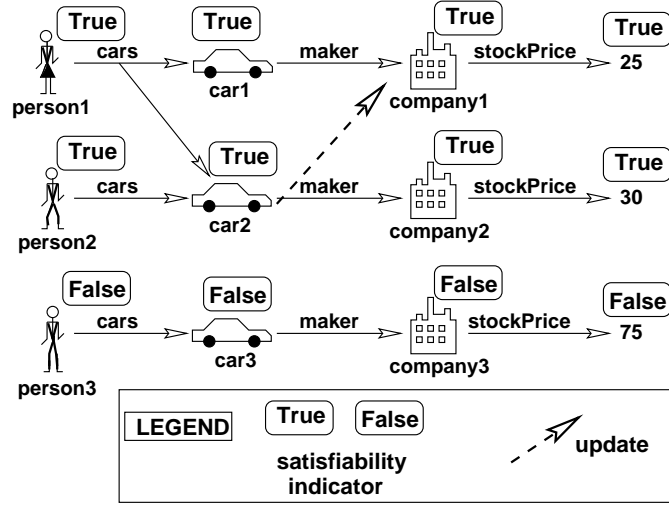 True True True True
cars maker stockPrice 25
person1 car1 company1
True True True True
cars maker stockPrice 30
person2 car2 company2
False False False False
cars maker stockPrice 75
person3 car3 company3
LEGEND True False
satisfiability
indicator
update